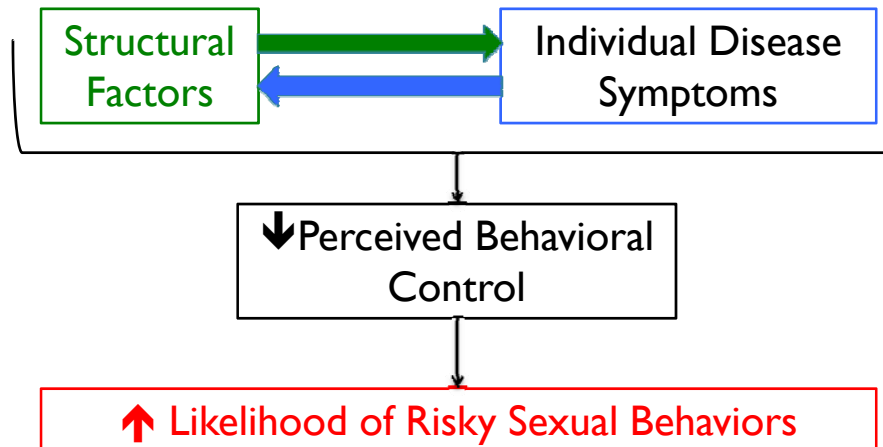 Structural
Factors
Individual Disease
Symptoms
↓Perceived Behavioral
Control
↑ Likelihood of Risky Sexual Behaviors